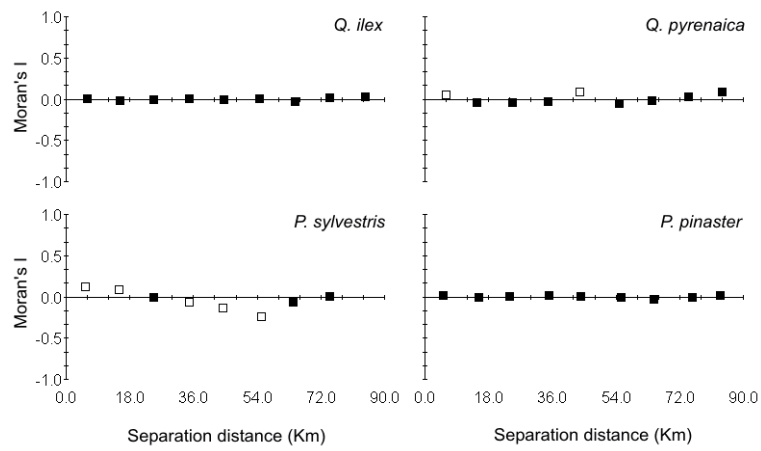 Q. ilex
1.0
0.5
0.0
-0.5
-1.0
Moran's I
Q. pyrenaica
P. sylvestris
1.0
0.5
0.0
-0.5
-1.0
Moran's I
P. pinaster
0.0 18.0 36.0 54.0 72.0 90.0
0.0 18.0 36.0 54.0 72.0 90.0
Separation distance (Km)
Separation distance (Km)